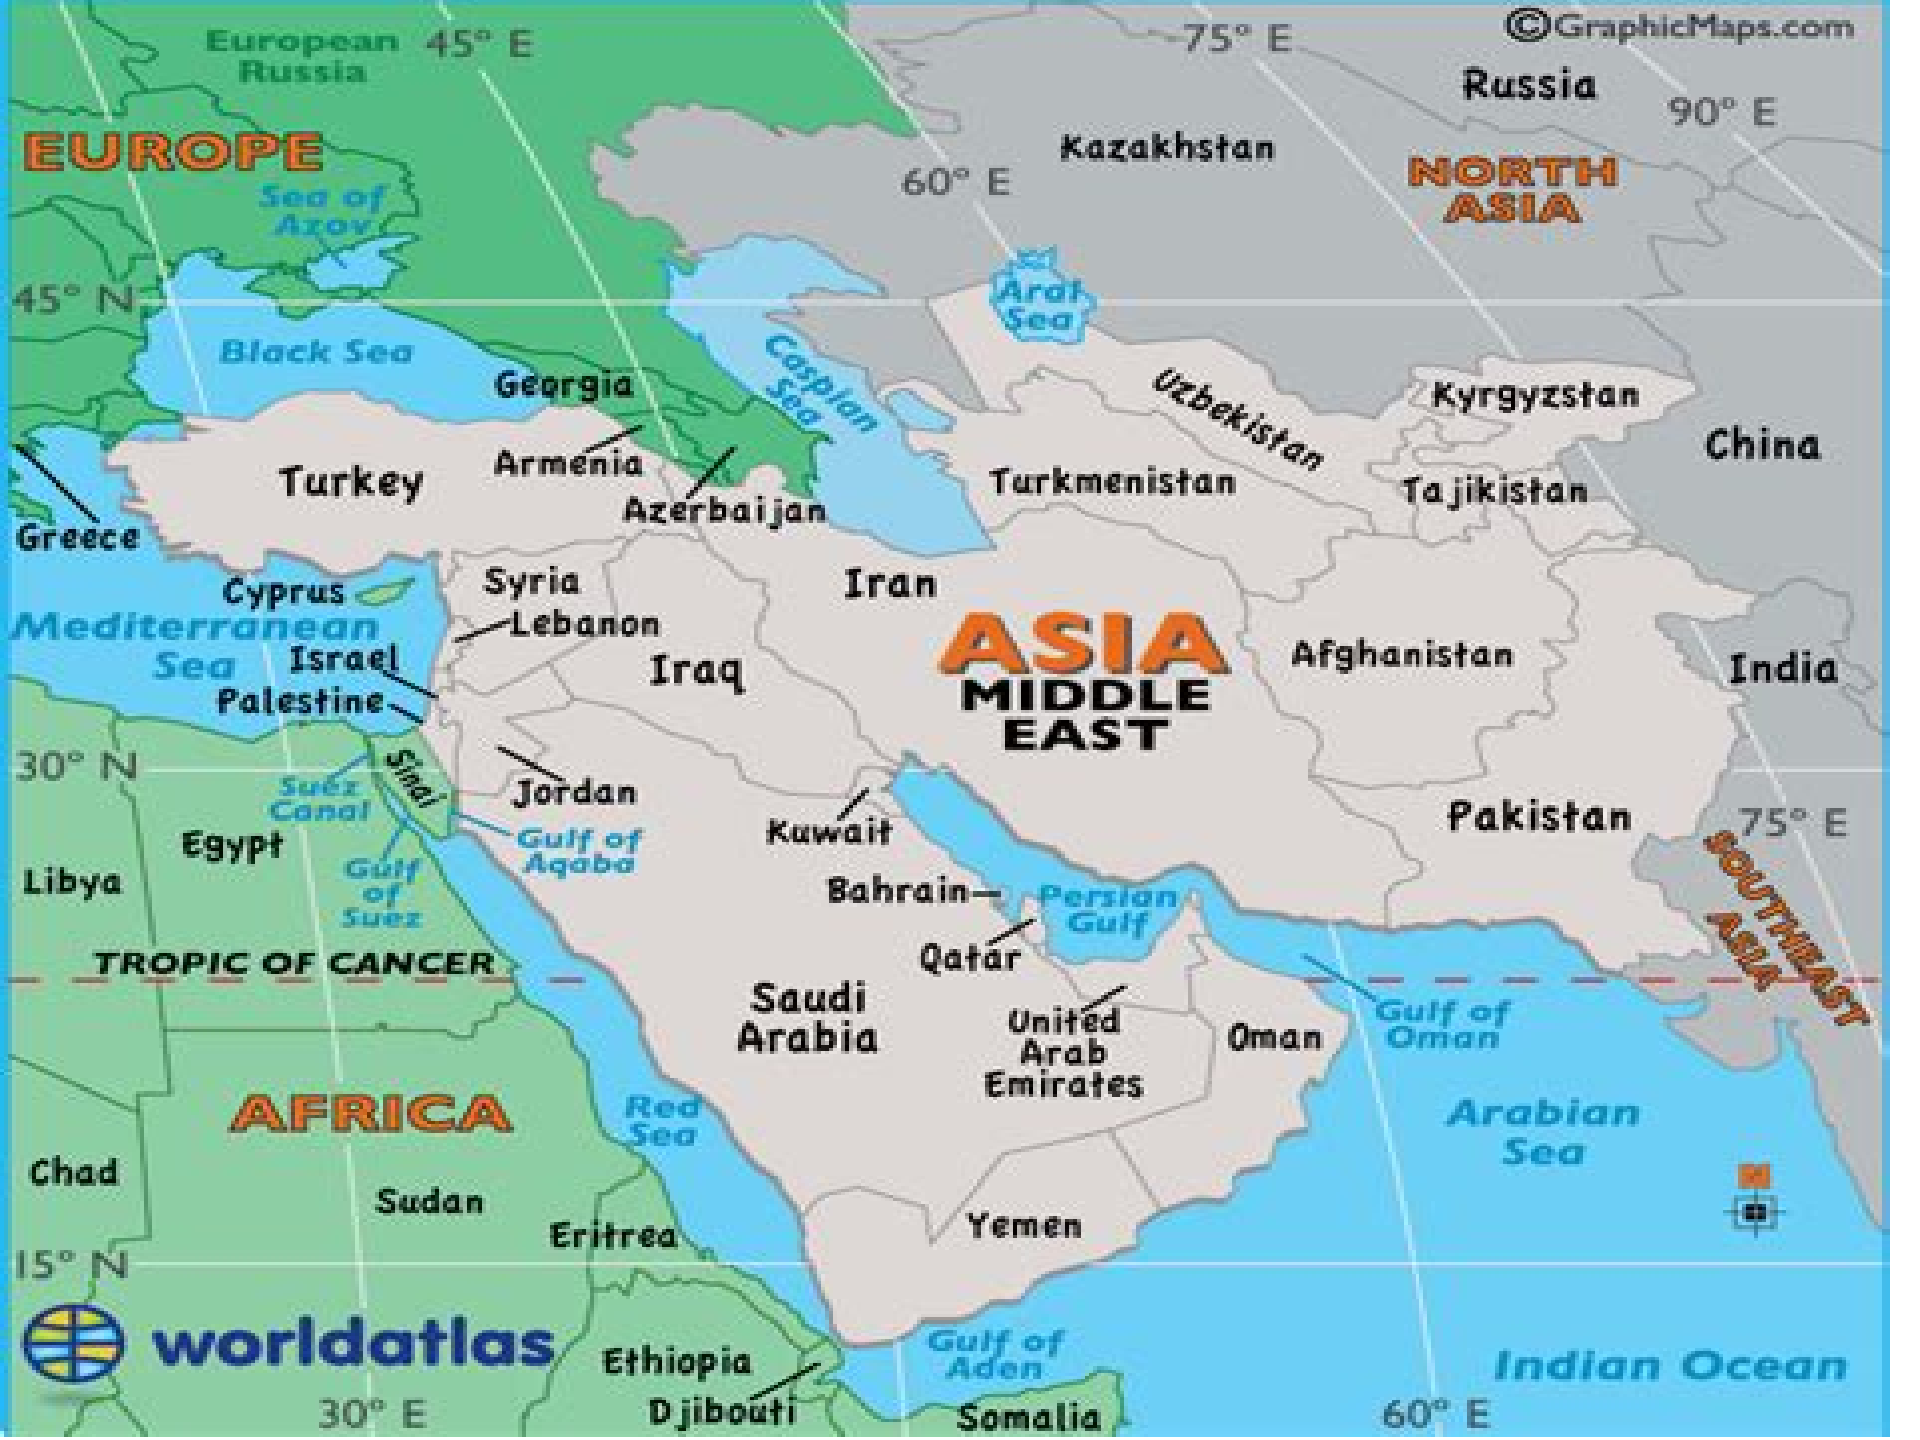 ©GraphicMaps.com
European
Russia
45° E
75° E
Russia
90° E
EUROPE
Kazakhstan
NORTH
ASIA
60° E
Sea of
Azov
45° N
Aral
Sea
Black Sea
Caspian
Sea
Georgia
Uzbekistan
Kyrgyzstan
China
Armenia
Turkey
Turkmenistan
Tajikistan
Azerbaijan
Greece
Cyprus
Syria
Iran
Mediterranean
Sea
Lebanon
Israel
Iraq
ASIA
MIDDLE
EAST
Afghanistan
India
Palestine
30° N
Sinai
Suez
Canal
Jordan
Kuwait
Pakistan
75° E
Egypt
Gulf of
Aqaba
Libya
Gulf
of
Suez
Bahrain
Persian
Gulf
SOUTHEAST
ASIA
Qatar
TROPIC OF CANCER
Saudi
Arabia
United
Arab
Emirates
Oman
Gulf of
Oman
AFRICA
Red
Sea
Arabian
Sea
Chad
Sudan
N
Eritrea
Yemen
15° N
worldatlas
Ethiopia
Gulf of
Aden
Indian Ocean
30° E
Djibouti
Somalia
60° E